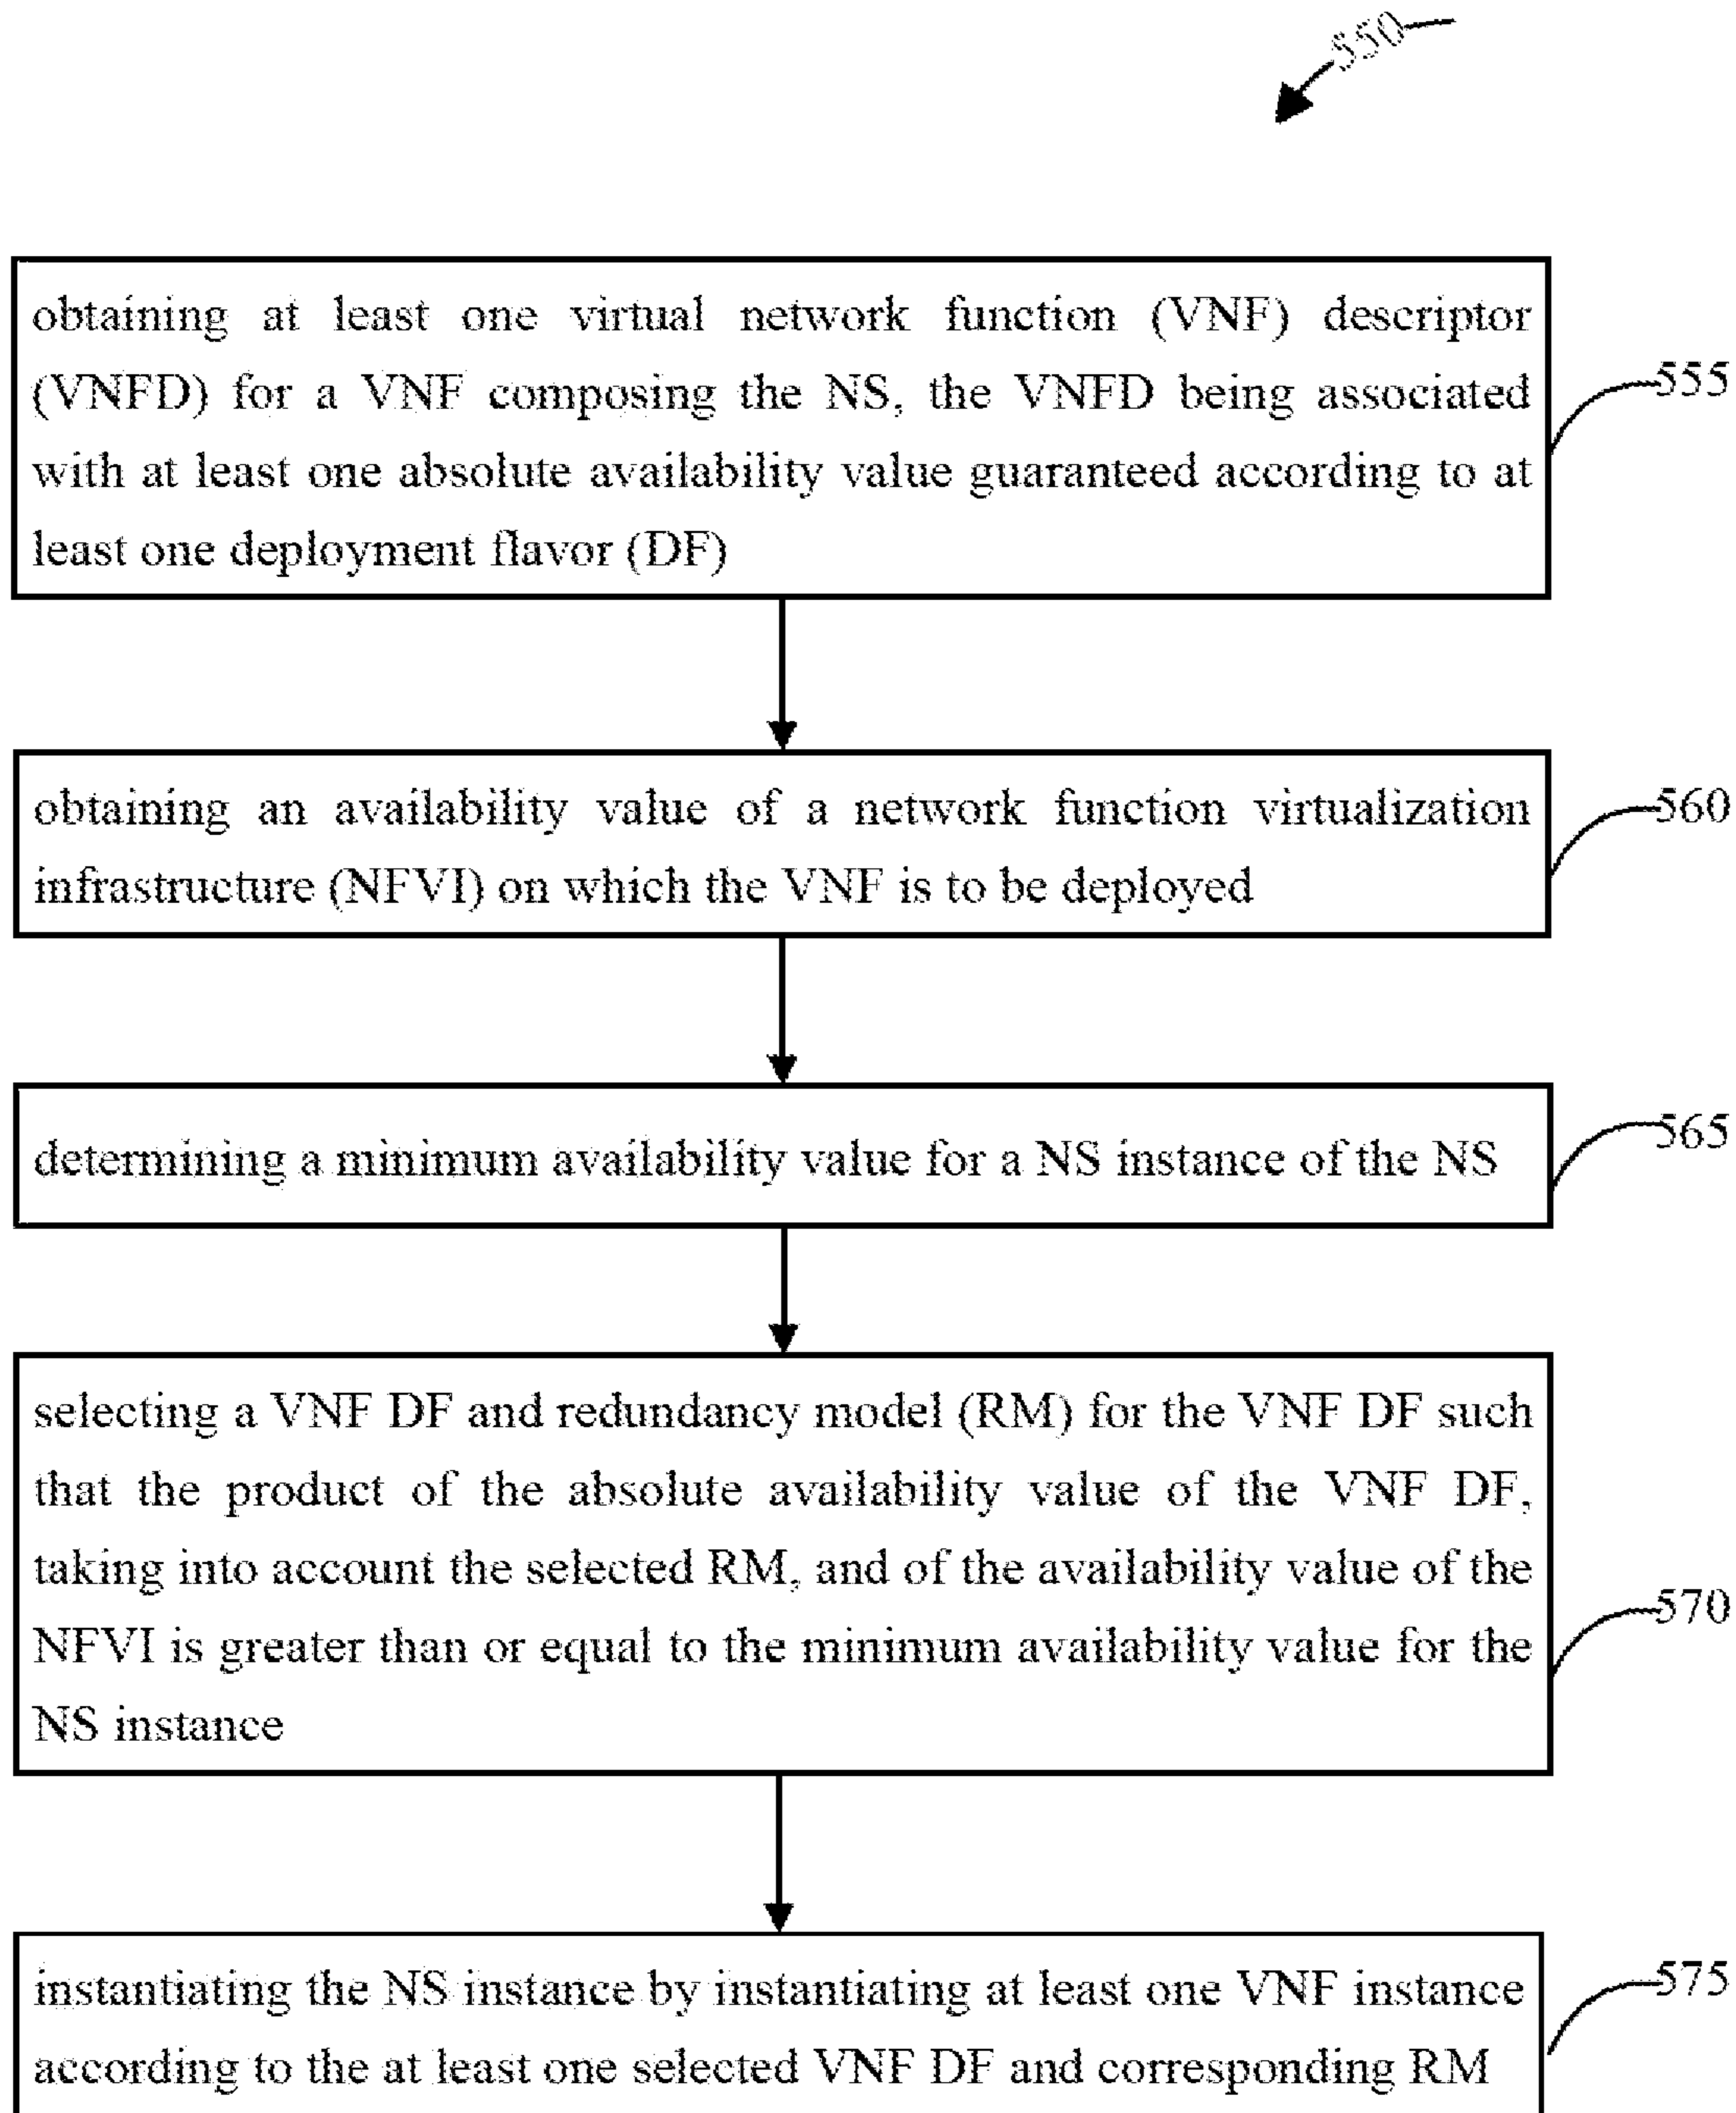 550
obtaining at least one virtual network function (VNF) descriptor
(VNFD) for a VNF composing the NS, the VNFD being associated
with at least one absolute availability value guaranteed according to at
least one deployment flavor (DF)
555
obtaining an availability value of a network function virtualization
infrastructure (NFVI) on which the VNF is to be deployed
560
determining a minimum availability value for a NS instance of the NS
565
selecting a VNF DF and redundancy model (RM) for the VNF DF such
that the product of the absolute availability value of the VNF DF,
taking into account the selected RM, and of the availability value of the
NFVI is greater than or equal to the minimum availability value for the
NS instance
570
instantiating the NS instance by instantiating at least one VNF instance
according to the at least one selected VNF DF and corresponding RM
575